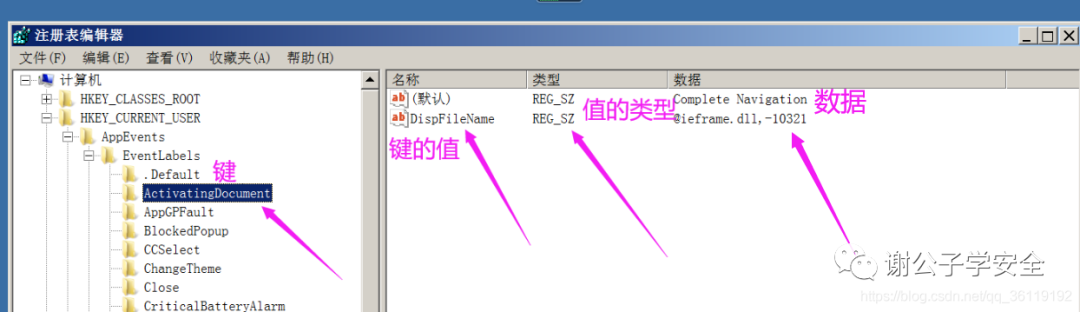 注册表编辑器
文件(F) 编辑(E) 查看(V) 收藏夹(A) 帮助(H)
计算机
HKEY_CLASSES_ROOT
HKEY_CURRENT_USER
AppEvents
EventLabels
.Default 键
ActivatingDocument
AppGPFault
BlockedPopup
CCSelect
ChangeTheme
Close
CriticalBatteryAlarm
名称 类型 数据
ab (默认) REG_SZ Complete Navigation
ab DispFileName REG_SZ @ieframe.dll,-10321
键的值 值的类型 数据
谢公子学安全
https://blog.csdn.net/qq_36119192